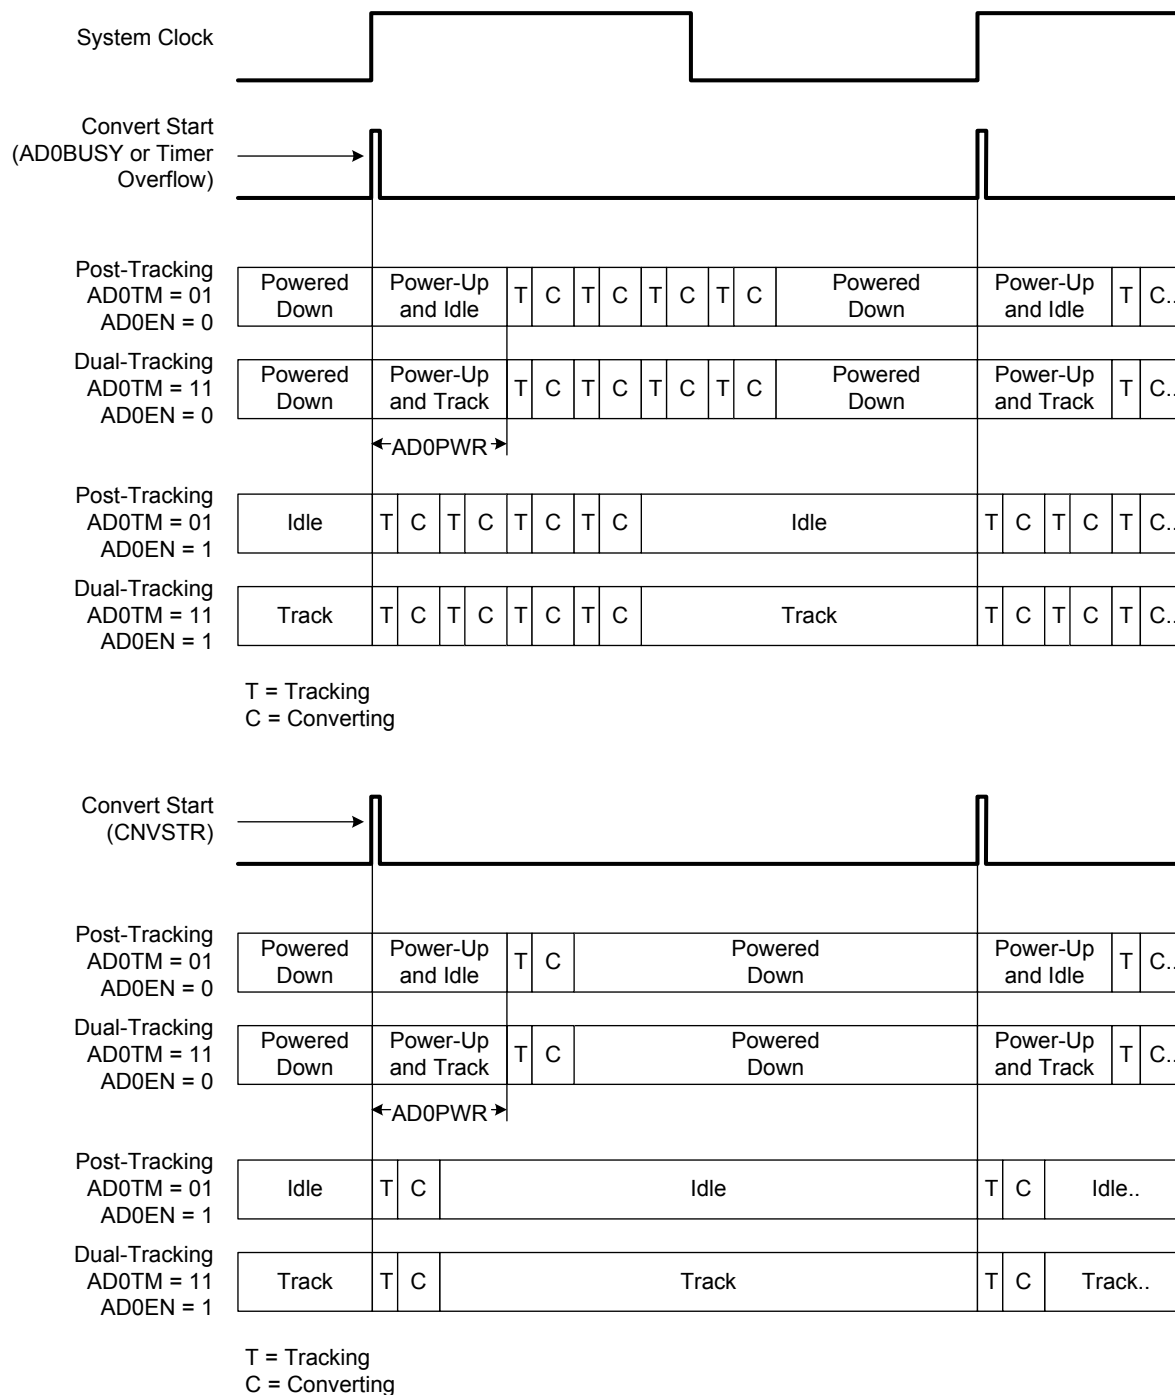 System Clock
Convert Start
(AD0BUSY or Timer
Overflow)
Post-Tracking
AD0TM = 01
AD0EN = 0
Powered
Down
Power-Up
and Idle
T C T C T C T C
Powered
Down
Power-Up
and Idle
T C..
Dual-Tracking
AD0TM = 11
AD0EN = 0
Powered
Down
Power-Up
and Track
T C T C T C T C
Powered
Down
Power-Up
and Track
T C..
AD0PWR
Post-Tracking
AD0TM = 01
AD0EN = 1
Idle T C T C T C T C Idle T C T C T C..
Dual-Tracking
AD0TM = 11
AD0EN = 1
Track T C T C T C T C Track T C T C T C..
T = Tracking
C = Converting
Convert Start
(CNVSTR)
Post-Tracking
AD0TM = 01
AD0EN = 0
Powered
Down
Power-Up
and Idle
T C
Powered
Down
Power-Up
and Idle
T C..
Dual-Tracking
AD0TM = 11
AD0EN = 0
Powered
Down
Power-Up
and Track
T C
Powered
Down
Power-Up
and Track
T C..
AD0PWR
Post-Tracking
AD0TM = 01
AD0EN = 1
Idle T C Idle T C Idle..
Dual-Tracking
AD0TM = 11
AD0EN = 1
Track T C Track T C Track..
T = Tracking
C = Converting